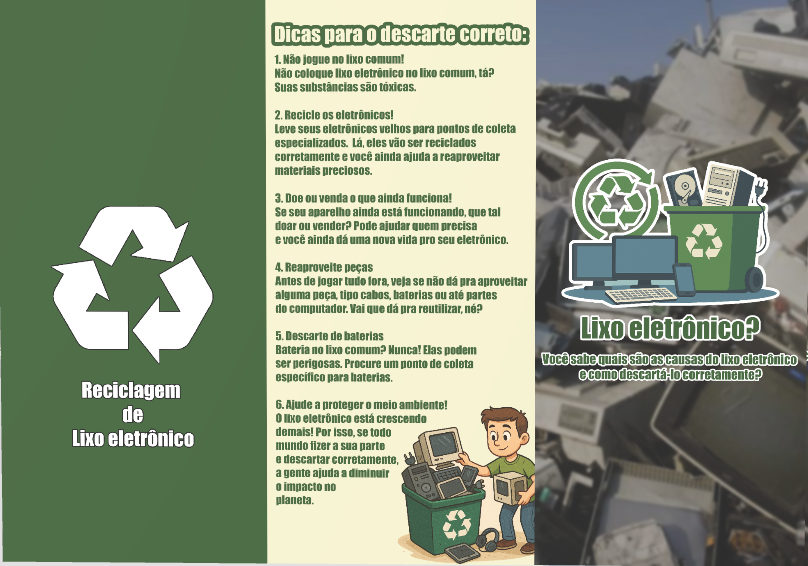 Reciclagem
de
Lixo eletrônico
Dicas para o descarte correto:
1. Não jogue no lixo comum!
Não coloque lixo eletrônico no lixo comum, tá?
Suas substâncias são tóxicas.
2. Recicle os eletrônicos!
Leve seus eletrônicos velhos para pontos de coleta
especializados. Lá, eles vão ser reciclados
corretamente e você ainda ajuda a reaproveitar
materiais preciosos.
3. Doe ou venda o que ainda funciona!
Se seu aparelho ainda está funcionando, que tal
doar ou vender? Pode ajudar quem precisa
e você ainda dá uma nova vida pro seu eletrônico.
4. Reaproveite peças
Antes de jogar tudo fora, veja se não dá pra aproveitar
alguma peça, tipo cabos, baterias ou até partes
do computador. Vai que dá pra reutilizar, né?
5. Descarte de baterias
Bateria no lixo comum? Nunca! Elas podem
ser perigosas. Procure um ponto de coleta
específico para baterias.
6. Ajude a proteger o meio ambiente!
O lixo eletrônico está crescendo
demais! Por isso, se todo
mundo fizer a sua parte
e descartar corretamente,
a gente ajuda a diminuir
o impacto no
planeta.
Lixo eletrônico?
Você sabe quais são as causas do lixo eletrônico
e como descartá-lo corretamente?